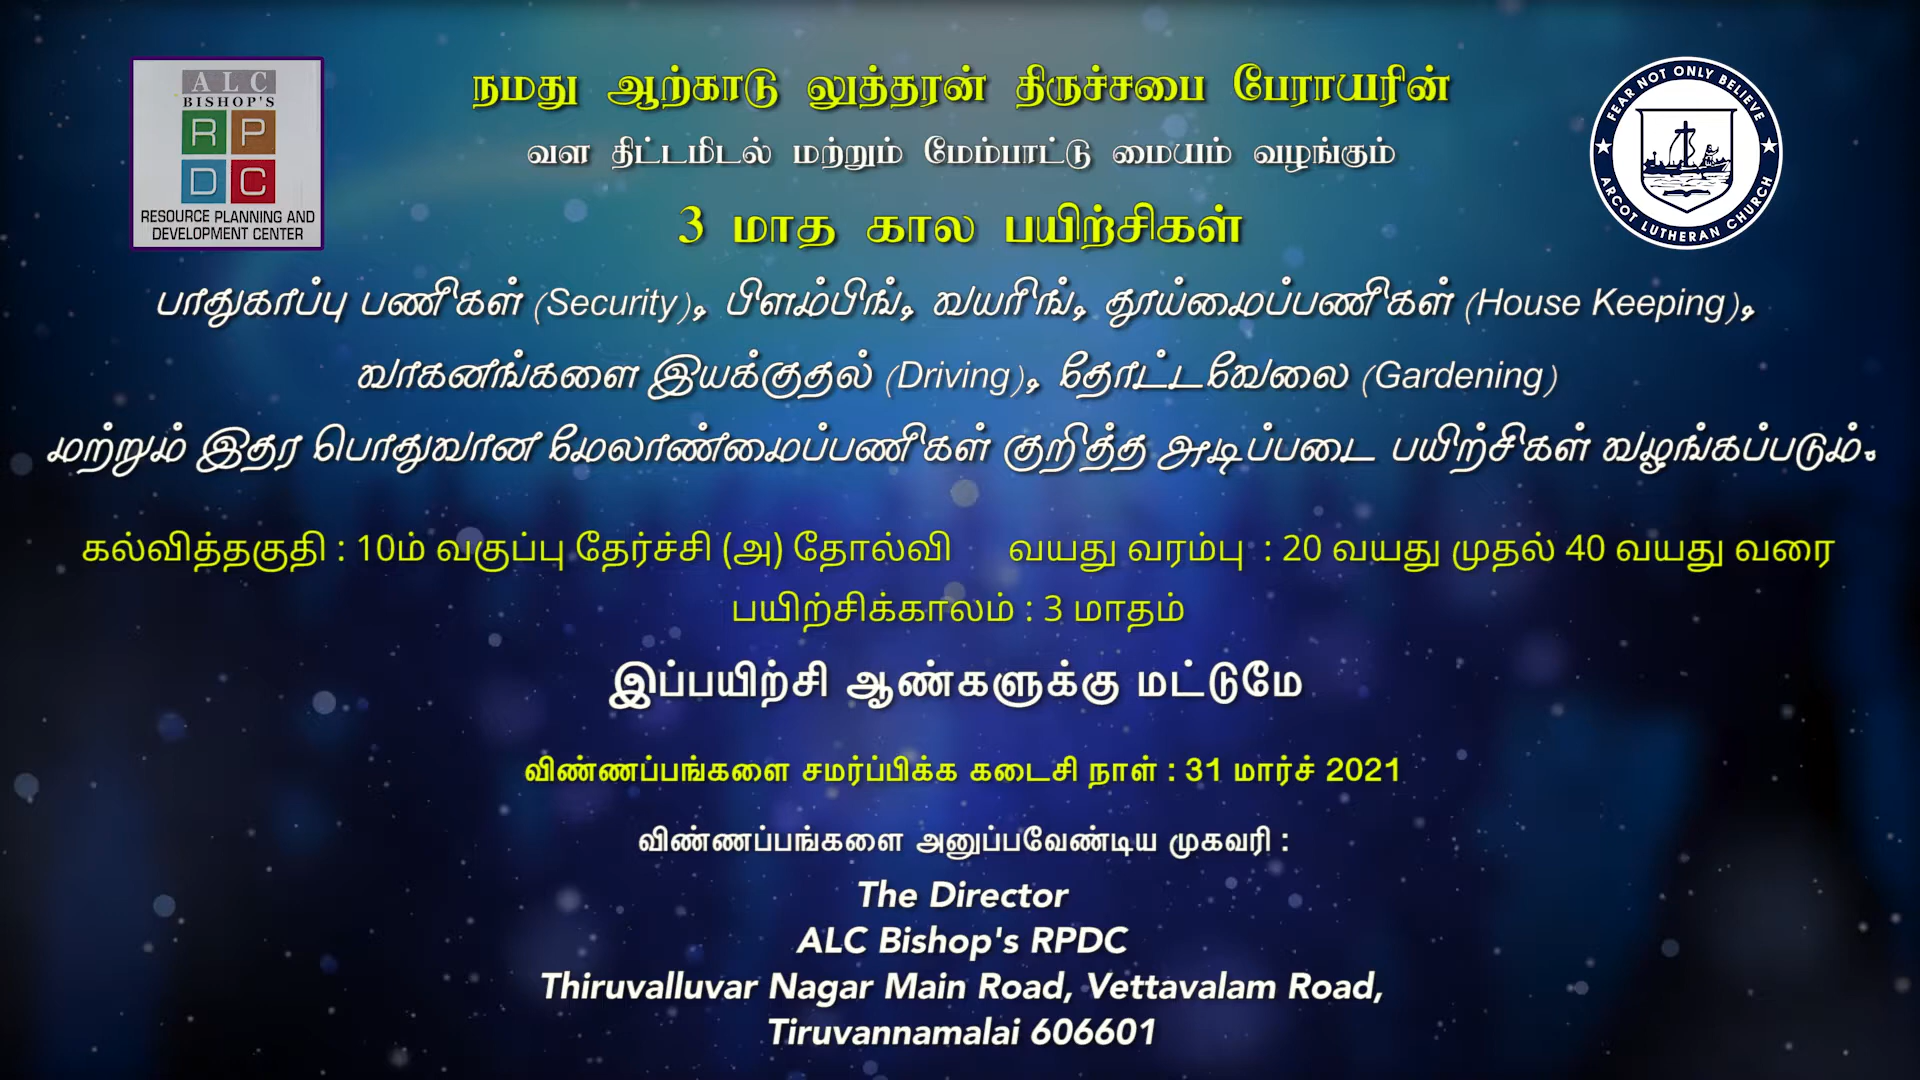 ALC
BISHOP'S
R P
D C
RESOURCE PLANNING AND
DEVELOPMENT CENTER
நமது ஆற்காடு லுத்தரன் திருச்சபை பேராயரின்
வள திட்டமிடல் மற்றும் மேம்பாட்டு மையம் வழங்கும்
FEAR NOT ONLY BELIEVE
ARCOT LUTHERAN CHURCH
3 மாத கால பயிற்சிகள்
பாதுகாப்பு பணிகள் (Security), பிளம்பிங், வயரிங், தூய்மைப்பணிகள் (House Keeping),
வாகனங்களை இயக்குதல் (Driving), தோட்டவேலை (Gardening)
மற்றும் இதர பொதுவான மேலாண்மைப்பணிகள் குறித்த அடிப்படை பயிற்சிகள் வழங்கப்படும்.
கல்வித்தகுதி : 10ம் வகுப்பு தேர்ச்சி (அ) தோல்வி வயது வரம்பு : 20 வயது முதல் 40 வயது வரை
பயிற்சிக்காலம் : 3 மாதம்
இப்பயிற்சி ஆண்களுக்கு மட்டுமே
விண்ணப்பங்களை சமர்ப்பிக்க கடைசி நாள் : 31 மார்ச் 2021
விண்ணப்பங்களை அனுப்பவேண்டிய முகவரி :
The Director
ALC Bishop's RPDC
Thiruvalluvar Nagar Main Road, Vettavalam Road,
Tiruvannamalai 606601